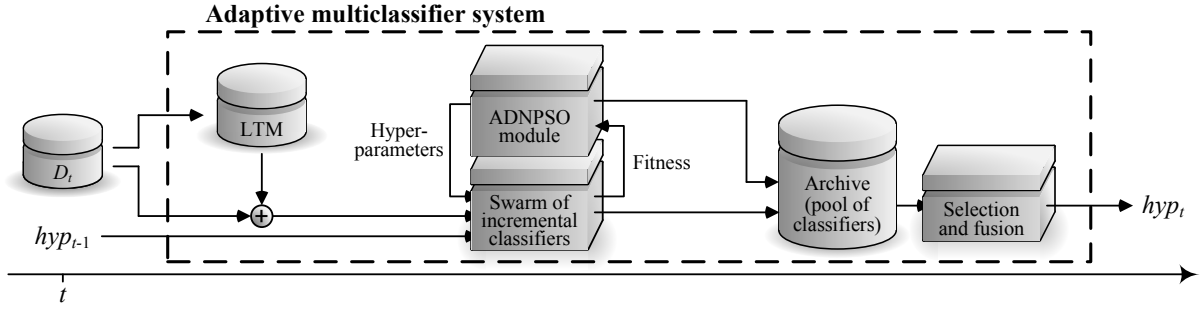 Adaptive multiclassifier system
D_t
LTM
Hyper-
parameters
ADNPSO
module
Fitness
Swarm of
incremental
classifiers
Archive
(pool of
classifiers)
Selection
and fusion
hyp_t
hyp_{t-1}
+
t